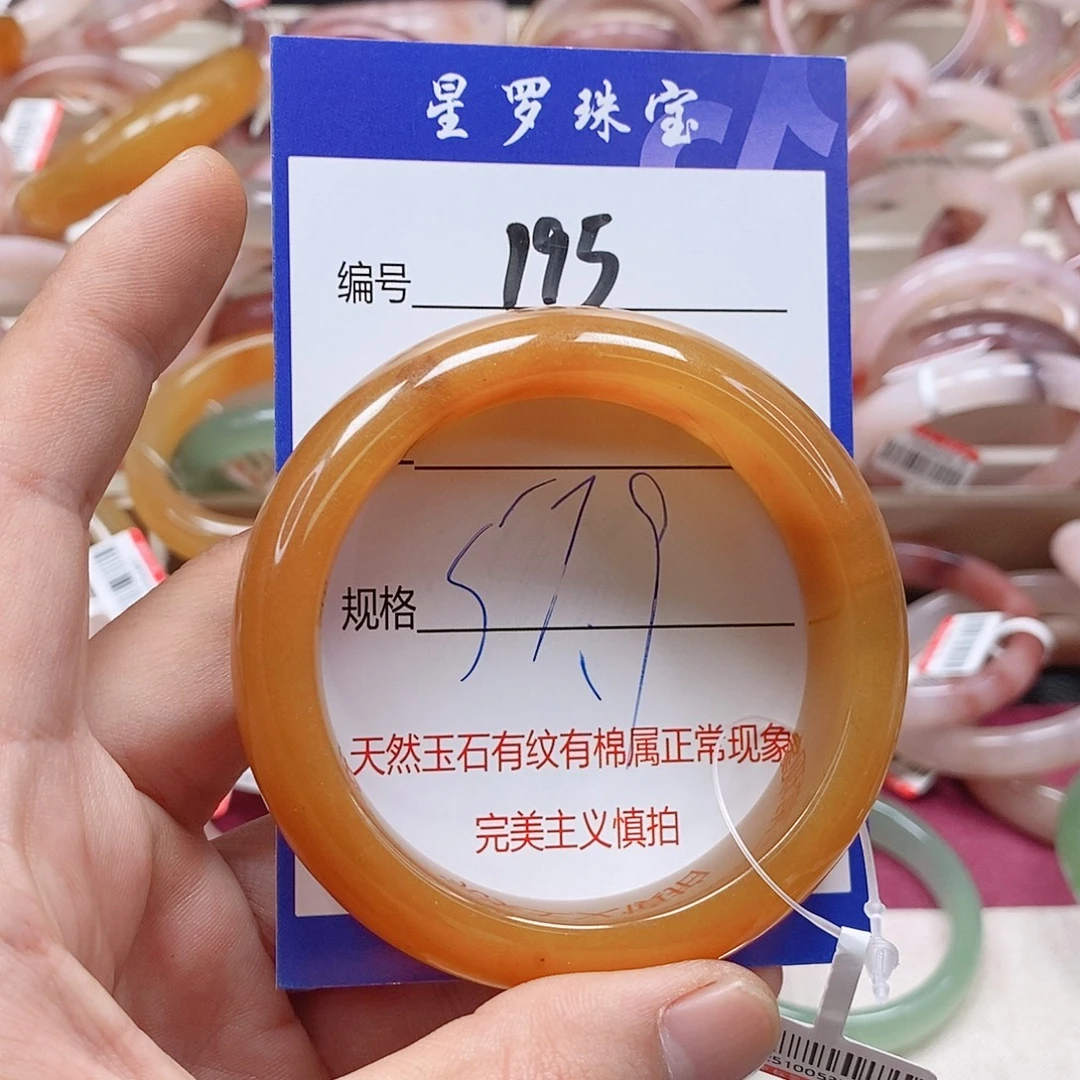 星罗珠宝
编号 195
规格 57.9
天然玉石有纹有棉属正常现象
完美主义慎拍